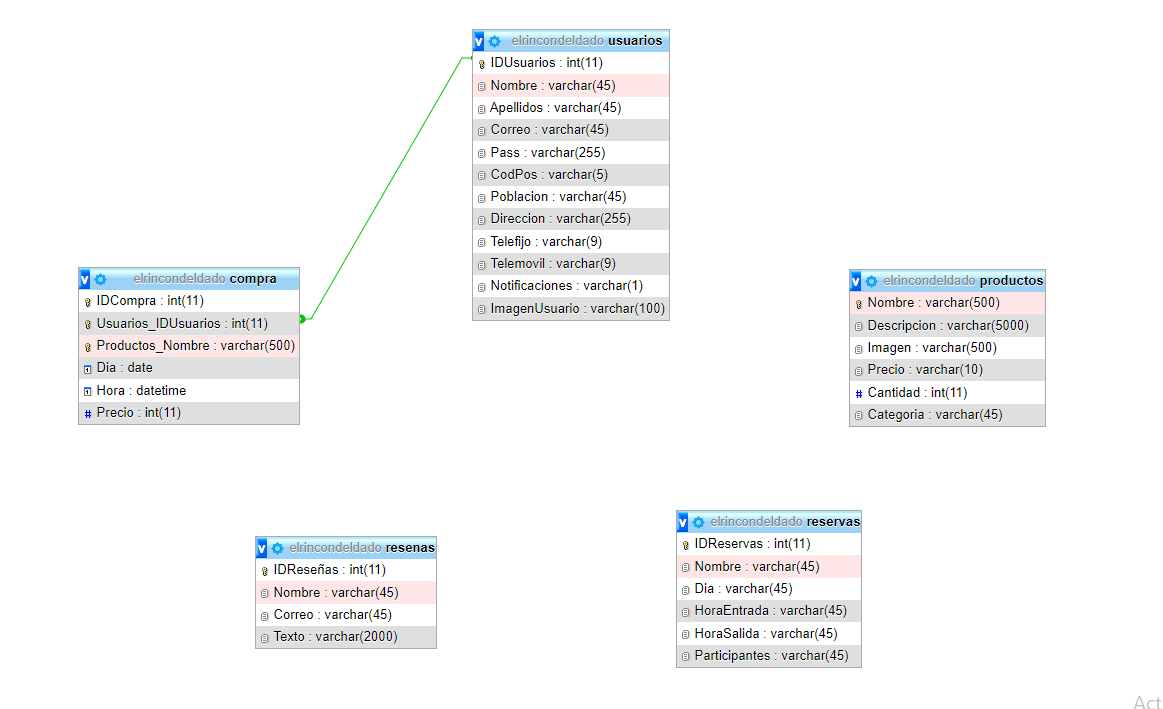 elrincondeldado usuarios
IDUsuarios : int(11)
Nombre : varchar(45)
Apellidos : varchar(45)
Correo : varchar(45)
Pass : varchar(255)
CodPos : varchar(5)
Poblacion : varchar(45)
Direccion : varchar(255)
Telefijo : varchar(9)
Telemovil : varchar(9)
Notificaciones : varchar(1)
ImagenUsuario : varchar(100)
elrincondeldado compra
IDCompra : int(11)
Usuarios_IDUsuarios : int(11)
Productos_Nombre : varchar(500)
Dia : date
Hora : datetime
Precio : int(11)
elrincondeldado productos
Nombre : varchar(500)
Descripcion : varchar(5000)
Imagen : varchar(500)
Precio : varchar(10)
Cantidad : int(11)
Categoria : varchar(45)
elrincondeldado resenas
IDReseñas : int(11)
Nombre : varchar(45)
Correo : varchar(45)
Texto : varchar(2000)
elrincondeldado reservas
IDReservas : int(11)
Nombre : varchar(45)
Dia : varchar(45)
HoraEntrada : varchar(45)
HoraSalida : varchar(45)
Participantes : varchar(45)
Act